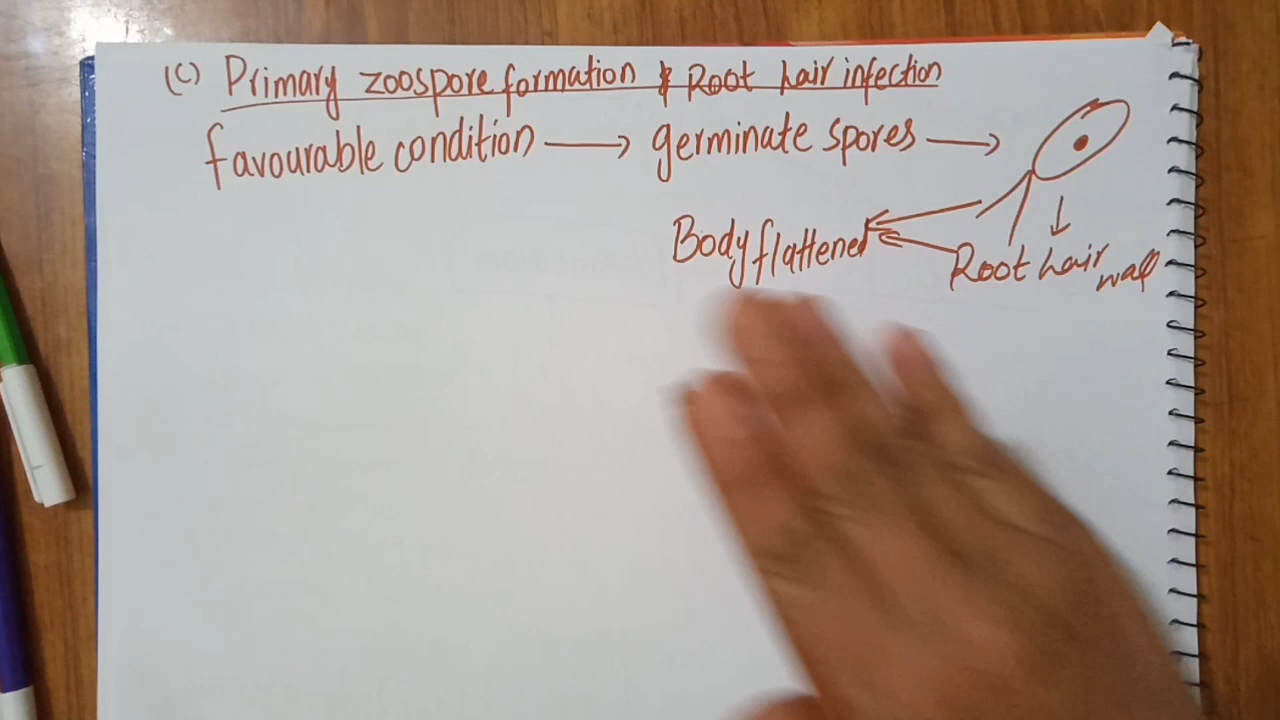 (C) Primary zoospore formation & Root hair infection
favourable condition → germinate spores →
Body flattened
Root hair wall